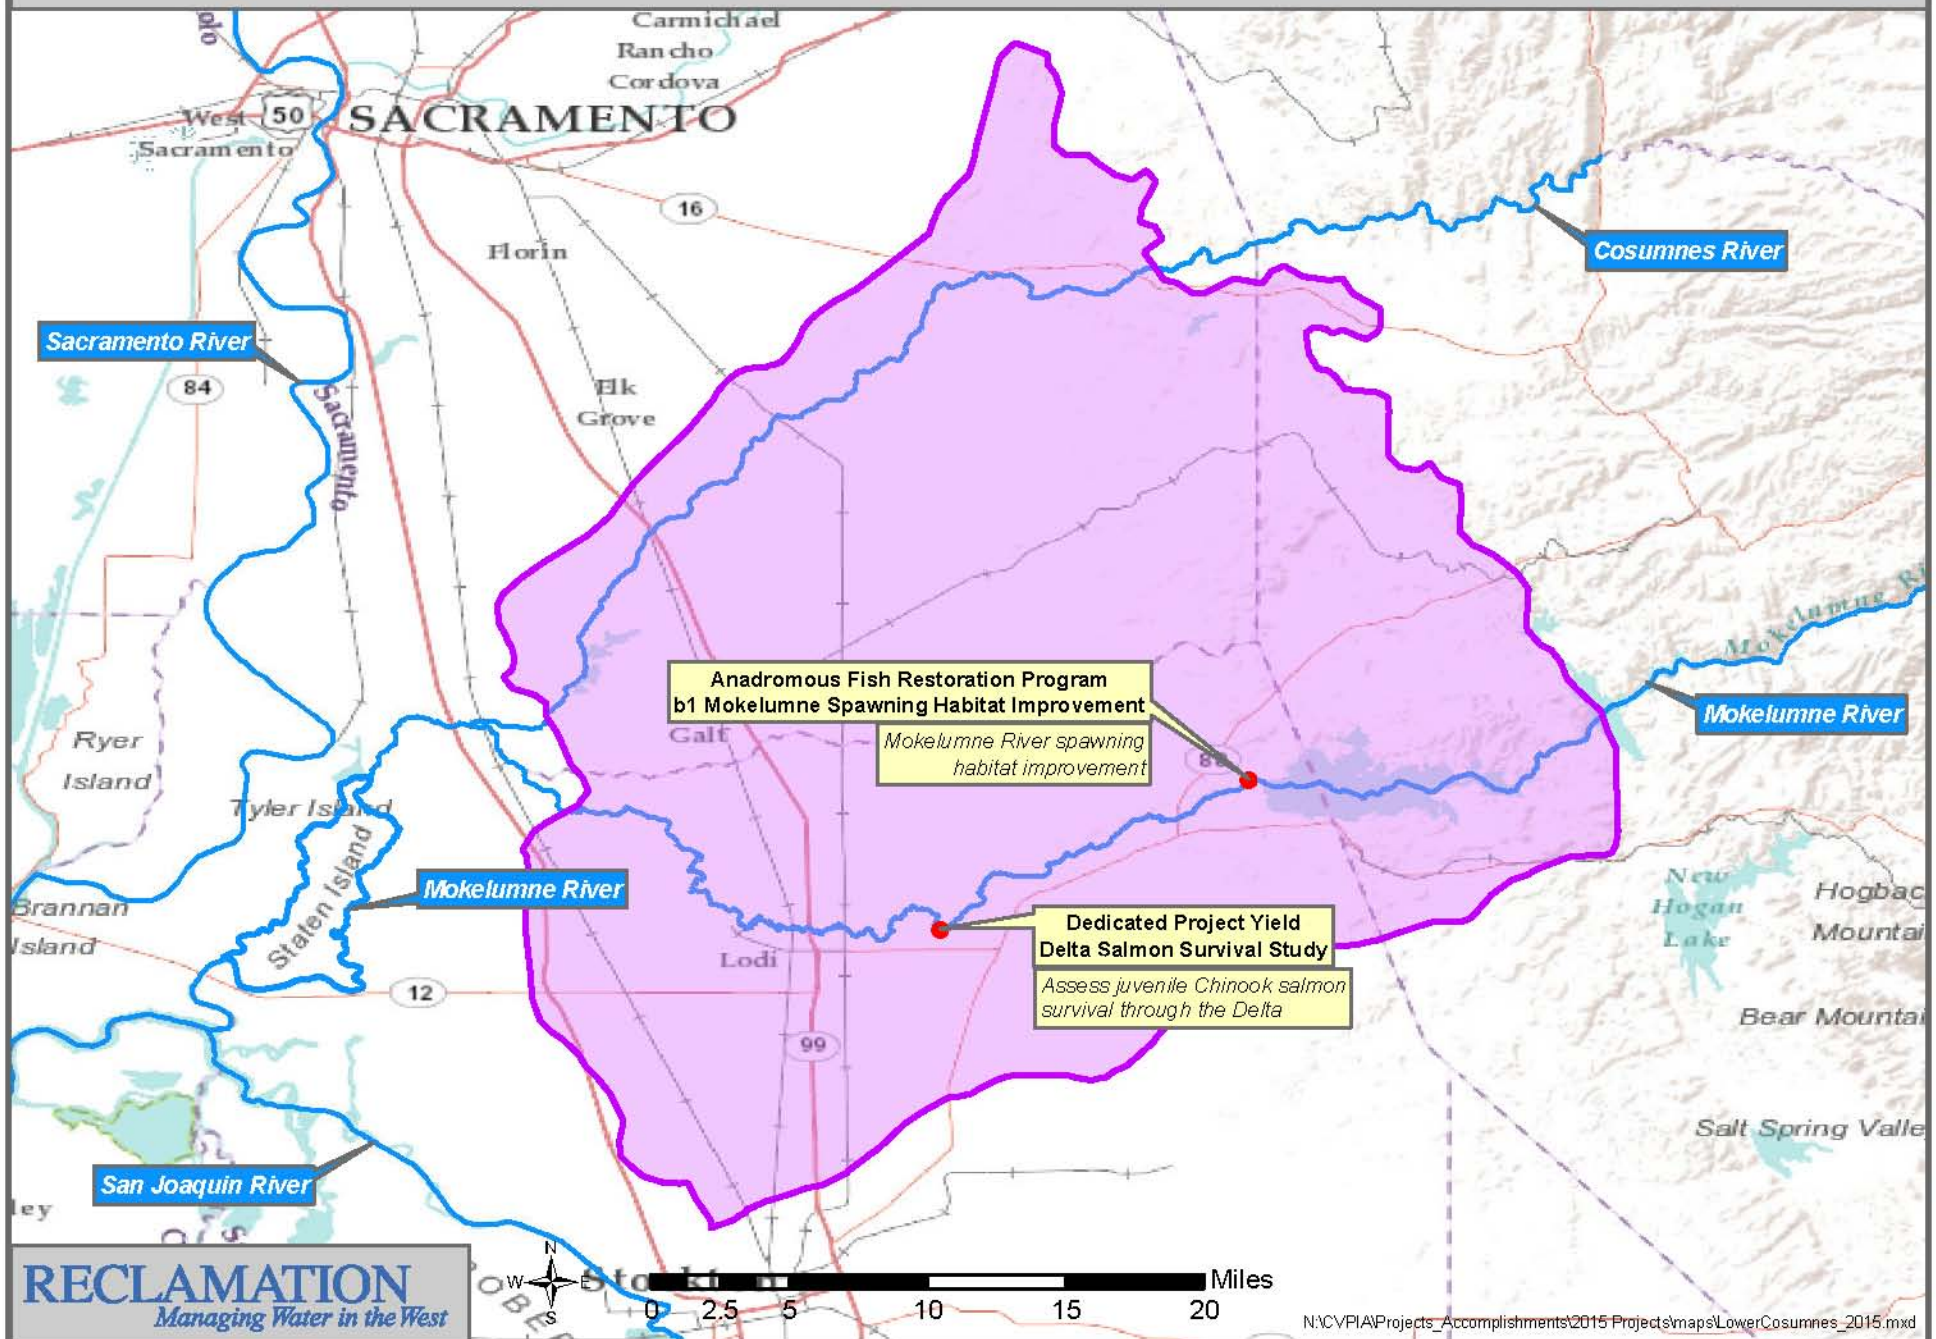 Carmichael
Rancho
Cordova
West
50
SACRAMENTO
Sacramento
16
Florin
Cosumnes River
Sacramento River
84
Sacramento
Elk
Grove
Mokelumne
Mokelumne River
Anadromous Fish Restoration Program
b1 Mokelumne Spawning Habitat Improvement
Mokelumne River spawning
habitat improvement
Galt
Ryer
Island
Tyler Island
Staten Island
Mokelumne River
Brannan
Island
Dedicated Project Yield
Delta Salmon Survival Study
Assess juvenile Chinook salmon
survival through the Delta
Lodi
12
99
New
Hogan
Lake
Hogbac
Mountai
Bear Mountai
Salt Spring Valle
San Joaquin River
ley
RECLAMATION
Managing Water in the West
N
W E
S
Stockton
Miles
0 2.5 5 10 15 20
N:\CVPIA\Projects_Accomplishments\2015 Projects\maps\LowerCosumnes_2015.mxd